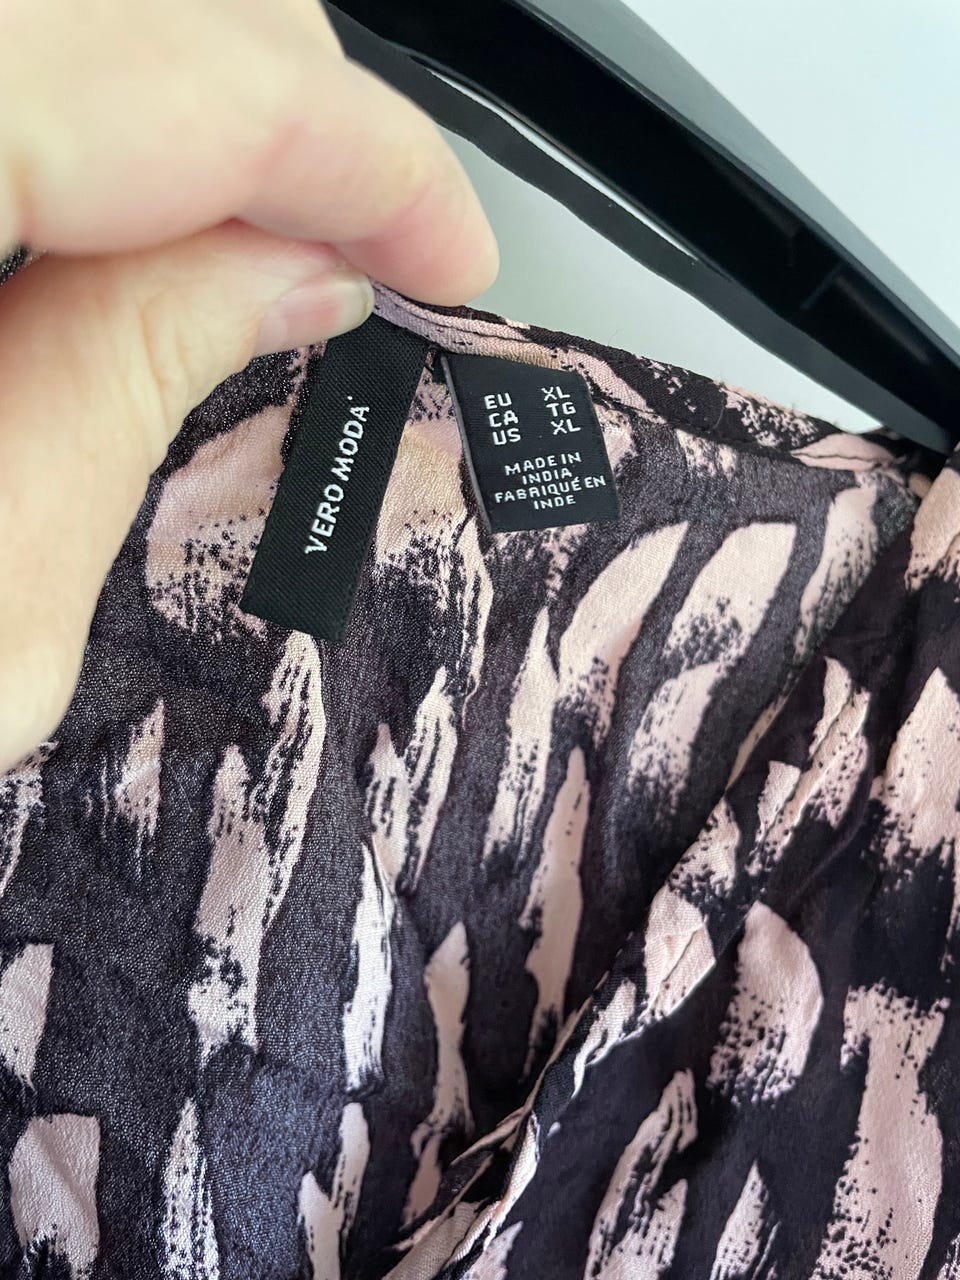 VERO MODA
EU XL
CA TG
US XL
MADE IN
INDIA
FABRIQUÉ EN
INDE